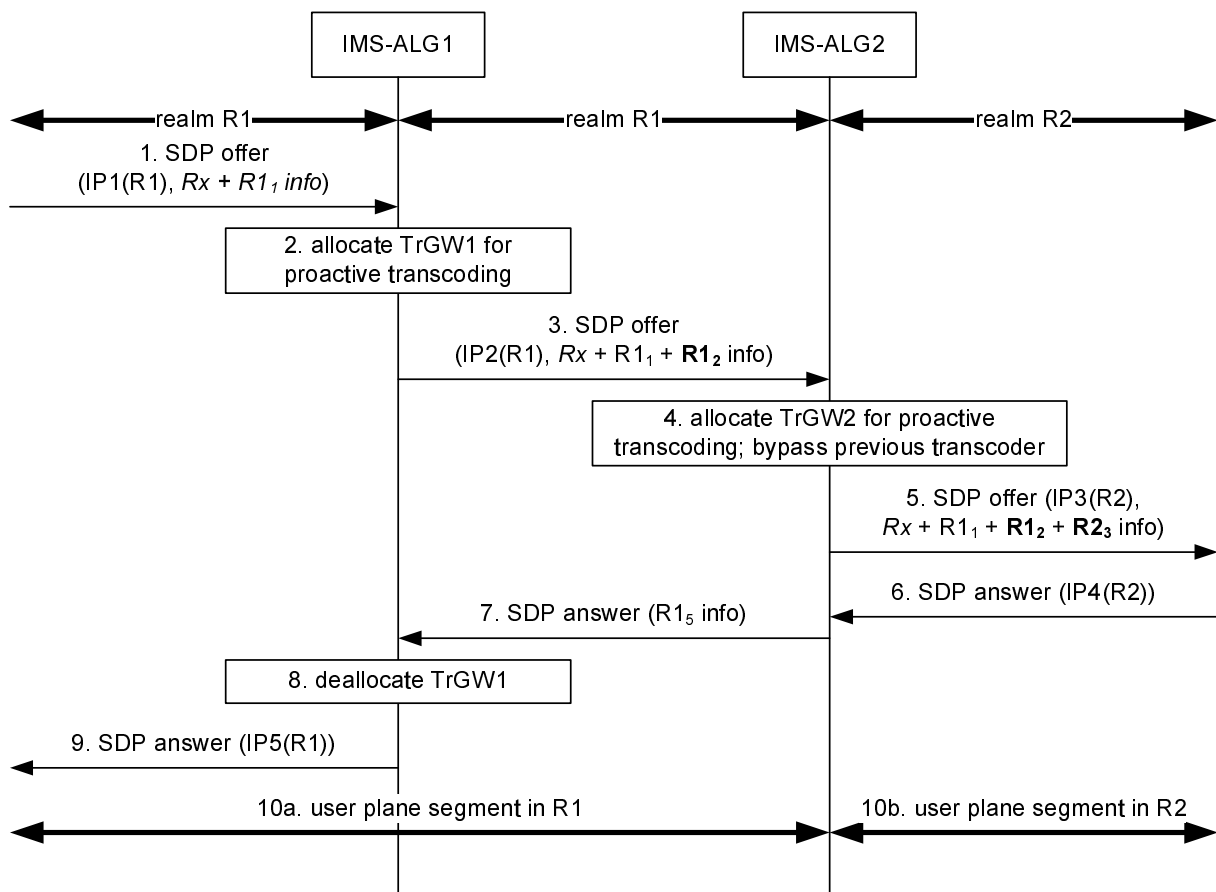 IMS-ALG1
IMS-ALG2
realm R1
realm R1
realm R2
1. SDP offer
(IP1(R1), Rx + R1₁ info)
2. allocate TrGW1 for
proactive transcoding
3. SDP offer
(IP2(R1), Rx + R1₁ + R1₂ info)
4. allocate TrGW2 for proactive
transcoding; bypass previous transcoder
5. SDP offer (IP3(R2),
Rx + R1₁ + R1₂ + R2₃ info)
6. SDP answer (IP4(R2))
7. SDP answer (R1₅ info)
8. deallocate TrGW1
9. SDP answer (IP5(R1))
10a. user plane segment in R1
10b. user plane segment in R2